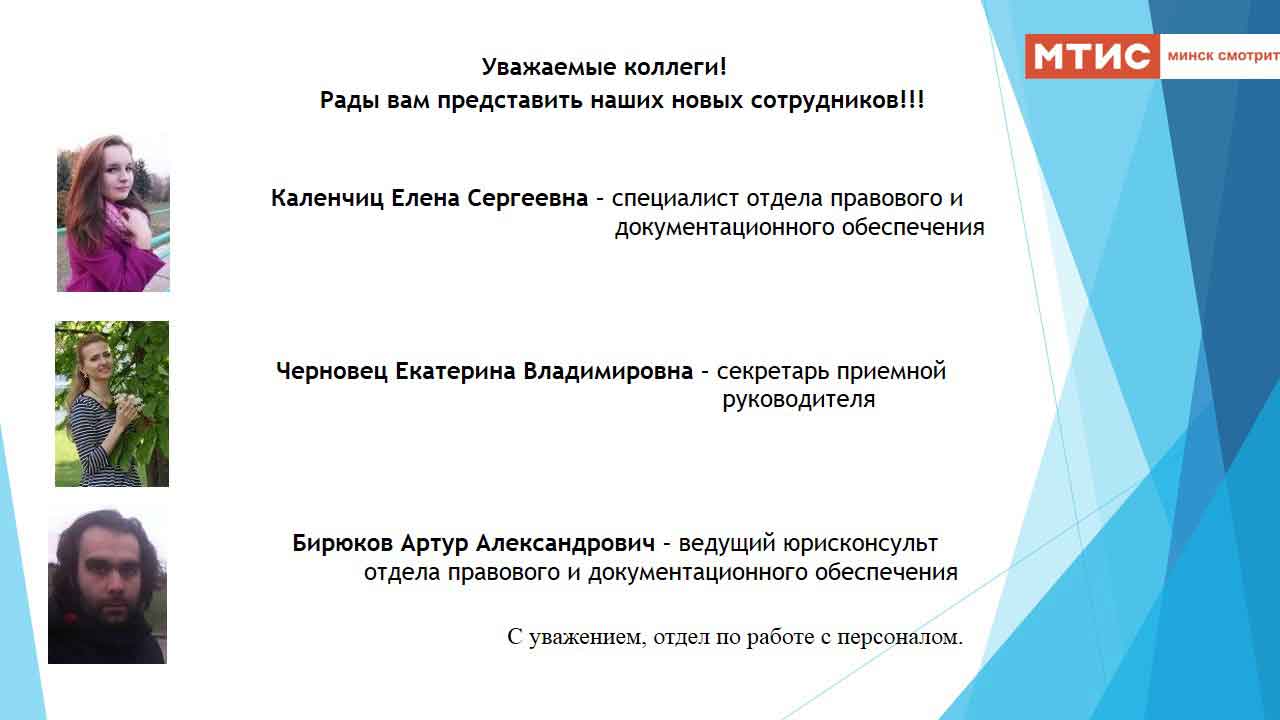 МТИС минск смотрит
Уважаемые коллеги!
Рады вам представить наших новых сотрудников!!!
Каленчиц Елена Сергеевна – специалист отдела правового и
документационного обеспечения
Черновец Екатерина Владимировна – секретарь приемной
руководителя
Бирюков Артур Александрович – ведущий юрисконсульт
отдела правового и документационного обеспечения
С уважением, отдел по работе с персоналом.